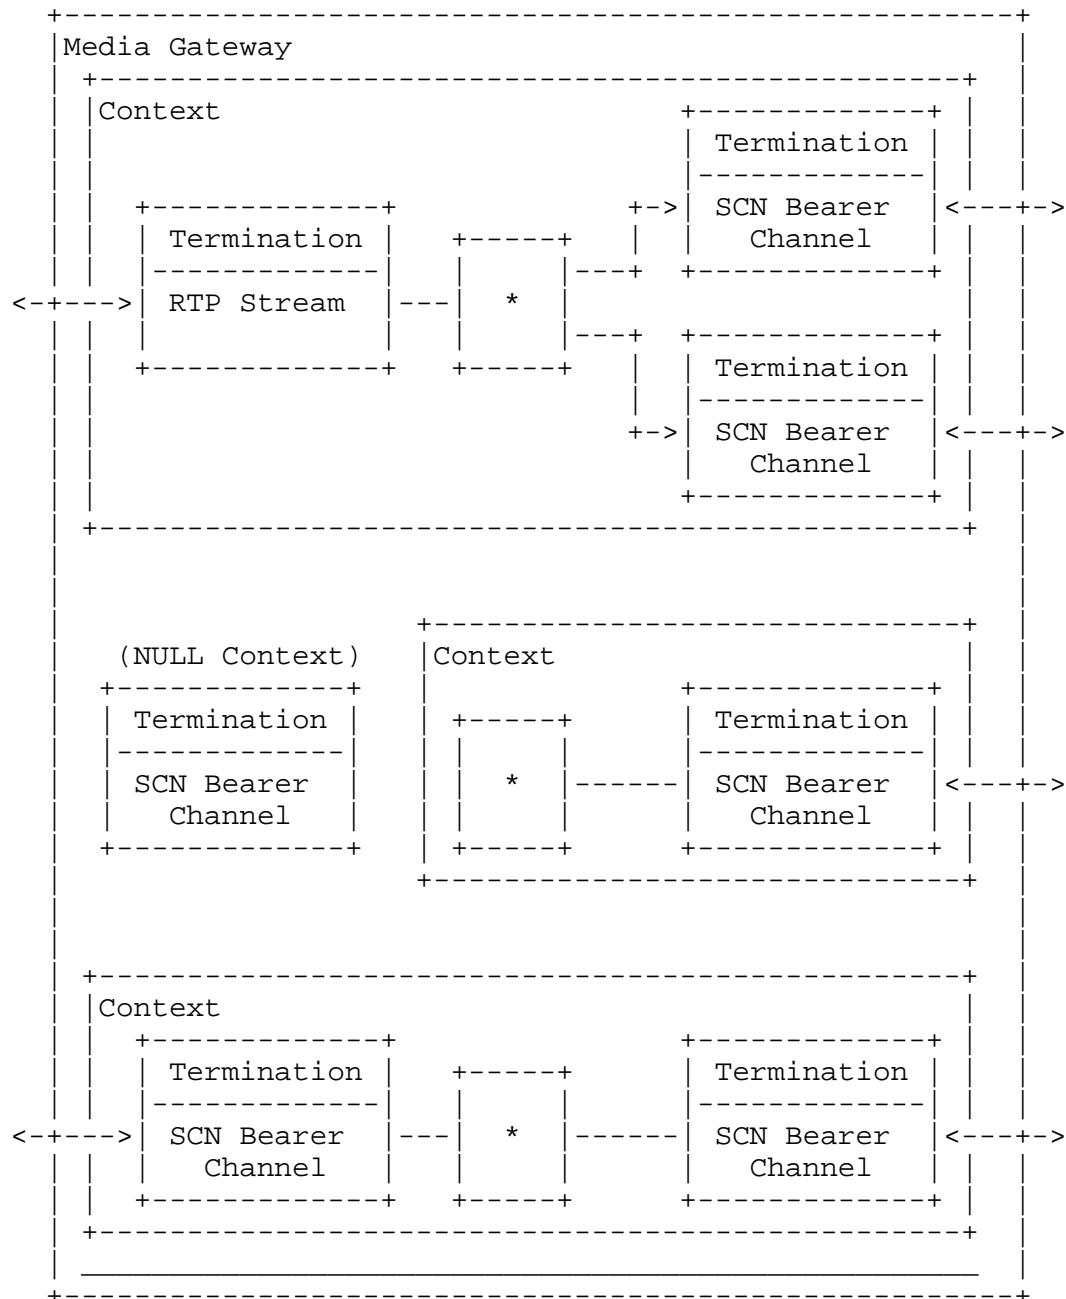 Media Gateway
Context
Termination
SCN Bearer
Channel
Termination
RTP Stream
*
Termination
SCN Bearer
Channel
(NULL Context)
Termination
SCN Bearer
Channel
Context
*
Termination
SCN Bearer
Channel
Context
Termination
SCN Bearer
Channel
*
Termination
SCN Bearer
Channel